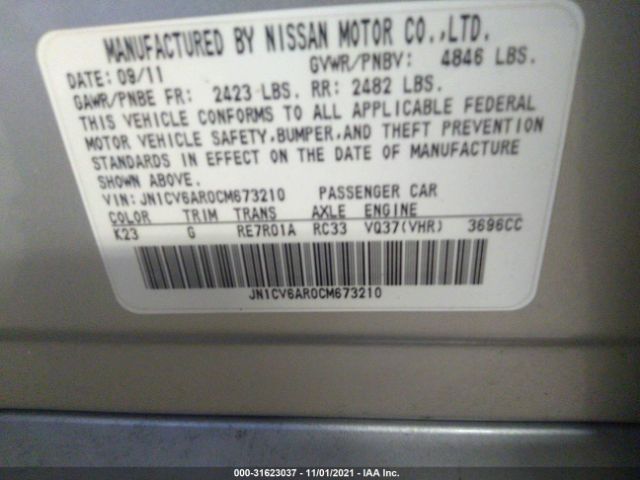 MANUFACTURED BY NISSAN MOTOR CO.,LTD.
DATE: 09/11 GVWR/PNBV: 4846 LBS.
GAWR/PNBE FR: 2423 LBS. RR: 2482 LBS.
THIS VEHICLE CONFORMS TO ALL APPLICABLE FEDERAL
MOTOR VEHICLE SAFETY,BUMPER,AND THEFT PREVENTION
STANDARDS IN EFFECT ON THE DATE OF MANUFACTURE
SHOWN ABOVE.
VIN: JN1CV6AR0CM673210 PASSENGER CAR
COLOR TRIM TRANS AXLE ENGINE
K23 G RE7R01A RC33 VQ37(VHR) 3696CC
JN1CV6AR0CM673210
000-31623037 - 11/01/2021 - IAA Inc.